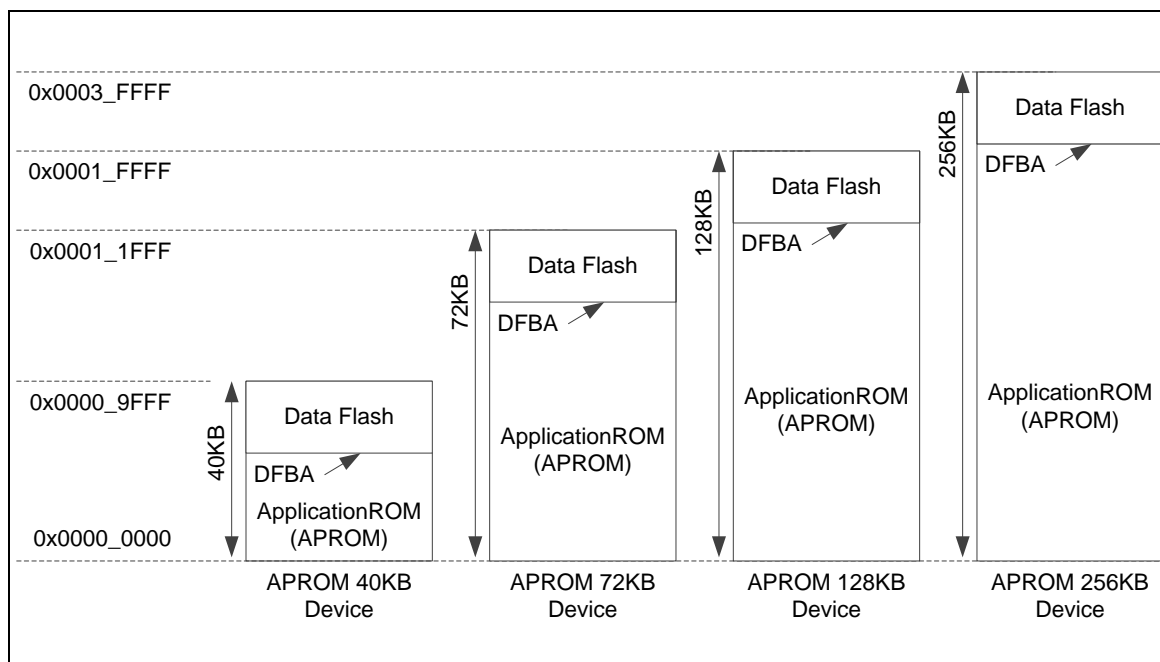 0x0003_FFFF
0x0001_FFFF
0x0001_1FFF
0x0000_9FFF
0x0000_0000
40KB
Data Flash
DFBA
ApplicationROM
(APROM)
APROM 40KB
Device
72KB
Data Flash
DFBA
ApplicationROM
(APROM)
APROM 72KB
Device
128KB
Data Flash
DFBA
ApplicationROM
(APROM)
APROM 128KB
Device
256KB
Data Flash
DFBA
ApplicationROM
(APROM)
APROM 256KB
Device